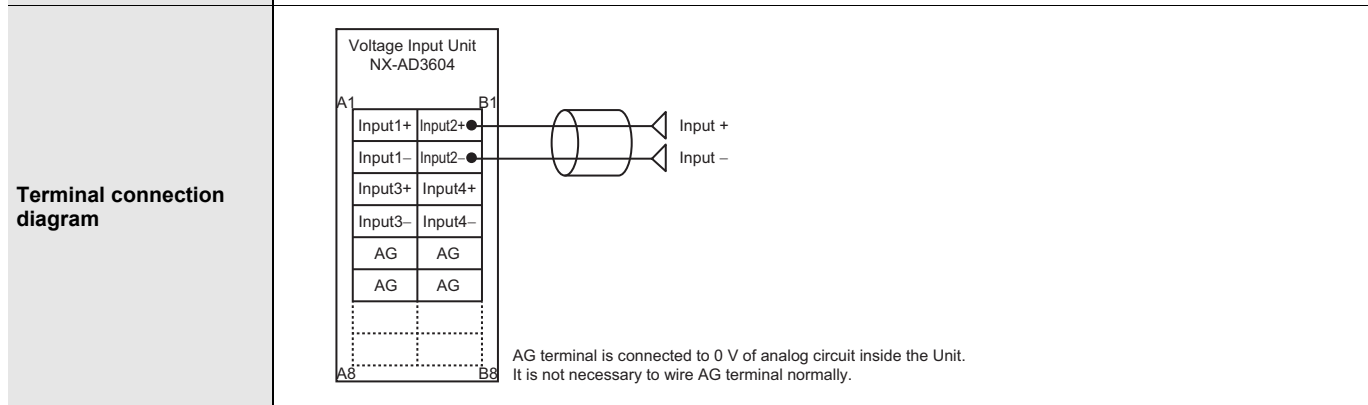 Terminal connection
diagram
Voltage Input Unit
NX-AD3604
A1 B1
Input1+ Input2+ Input +
Input1– Input2– Input –
Input3+ Input4+
Input3– Input4–
AG AG
AG AG
A8 B8
AG terminal is connected to 0 V of analog circuit inside the Unit.
It is not necessary to wire AG terminal normally.